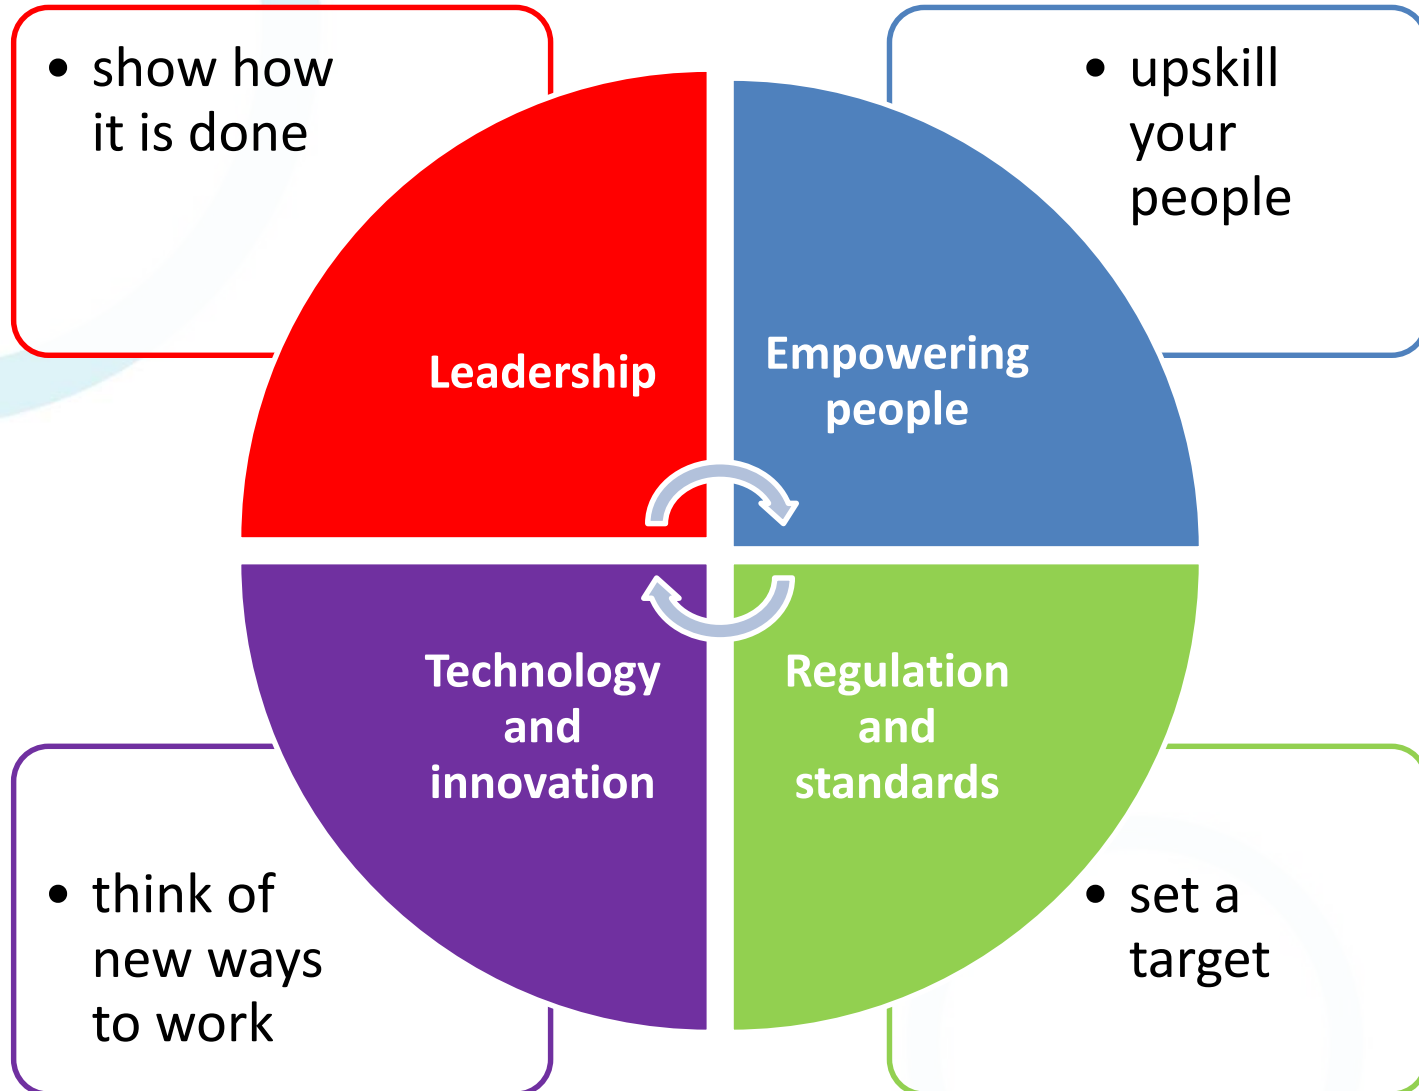 • show how
it is done
• upskill
your
people
Leadership
Empowering
people
Technology
and
innovation
Regulation
and
standards
• think of
new ways
to work
• set a
target